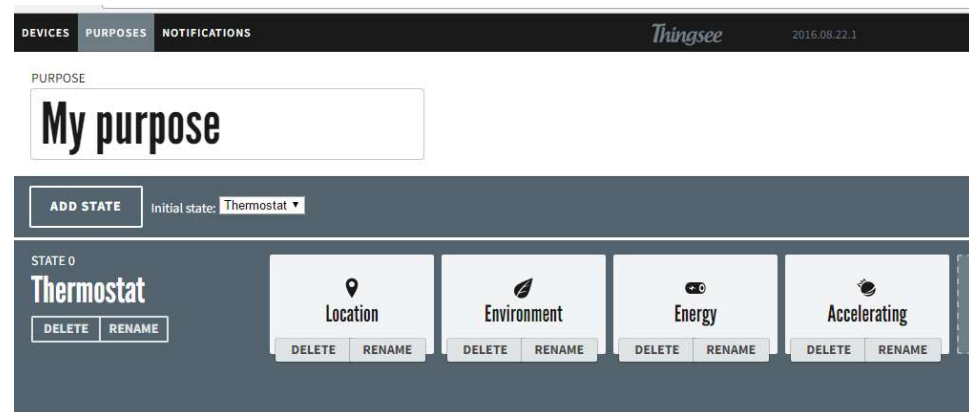 DEVICES PURPOSES NOTIFICATIONS Thingsee 2016.08.22.1
PURPOSE
My purpose
ADD STATE Initial state: Thermostat
STATE 0
Thermostat
DELETE RENAME
Location
DELETE RENAME
Environment
DELETE RENAME
Energy
DELETE RENAME
Accelerating
DELETE RENAME